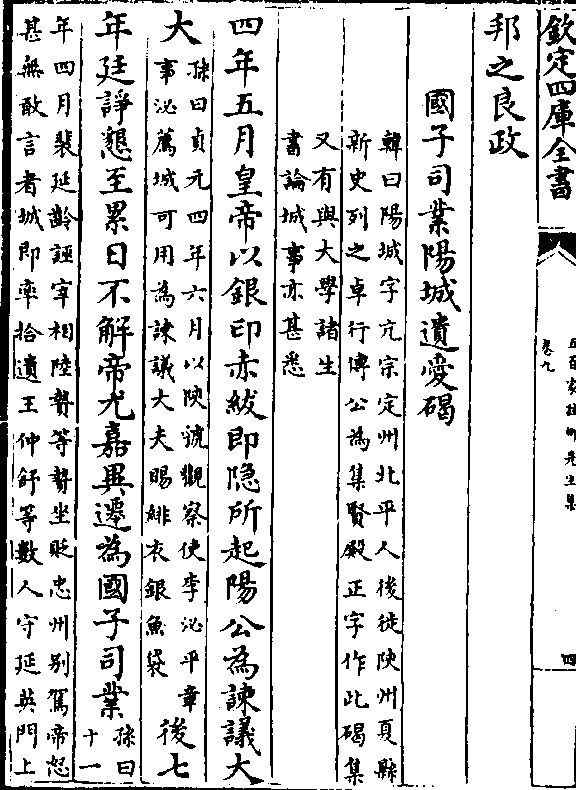 欽定四庫全書
五百家註柳先生集
卷九
四
邦之良政
國子司業陽城遺愛碣
韓曰陽城字亢宗定州北平人後徙陜州夏縣
新史列之卓行傳公為集賢殿正字作此碣集
又有與大學諸生
書論城事亦甚悉
四年五月皇帝以銀印赤紱即隐所起陽公為諫議大
大
孫曰貞元四年六月以陜虢觀察使李泌平章
事泌薦城可用為諫議大夫賜緋衣銀魚袋
後七
年廷諍懇至累日不解帝尤嘉異遷為國子司業
孫曰
十一
年四月裴延齡誣宰相陸贄等贄坐貶忠州别駕帝怒
甚無敢言者城即率拾遺王仲舒等數人守延英門上